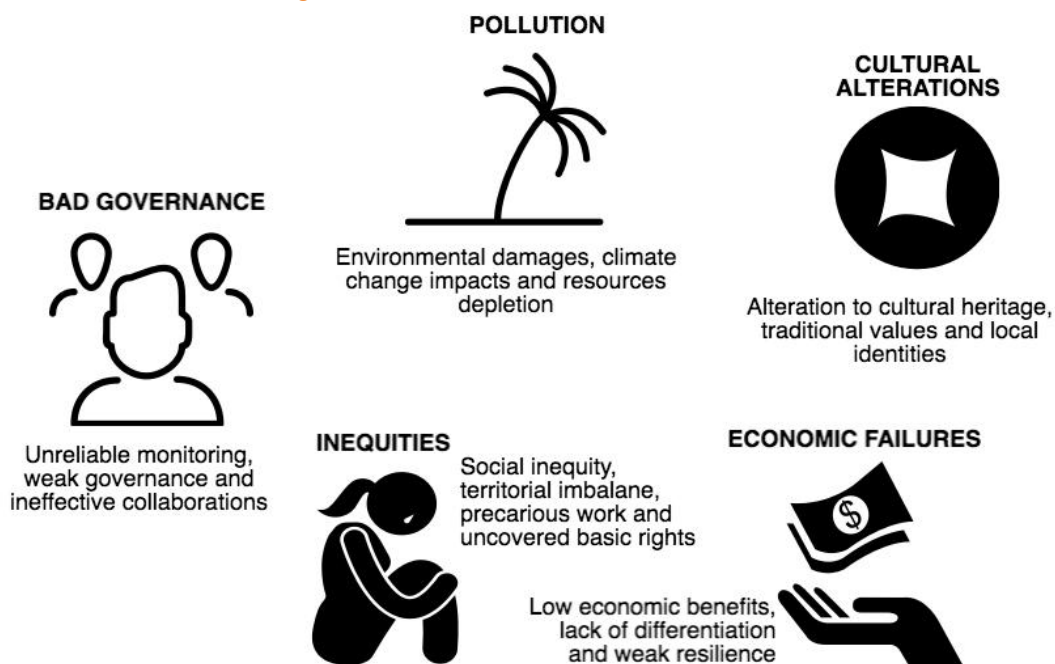 POLLUTION
Environmental damages, climate
change impacts and resources
depletion
CULTURAL
ALTERATIONS
Alteration to cultural heritage,
traditional values and local
identities
BAD GOVERNANCE
Unreliable monitoring,
weak governance and
ineffective collaborations
INEQUITIES
Social inequity,
territorial imbalane,
precarious work and
uncovered basic rights
ECONOMIC FAILURES
$
Low economic benefits,
lack of differentiation
and weak resilience